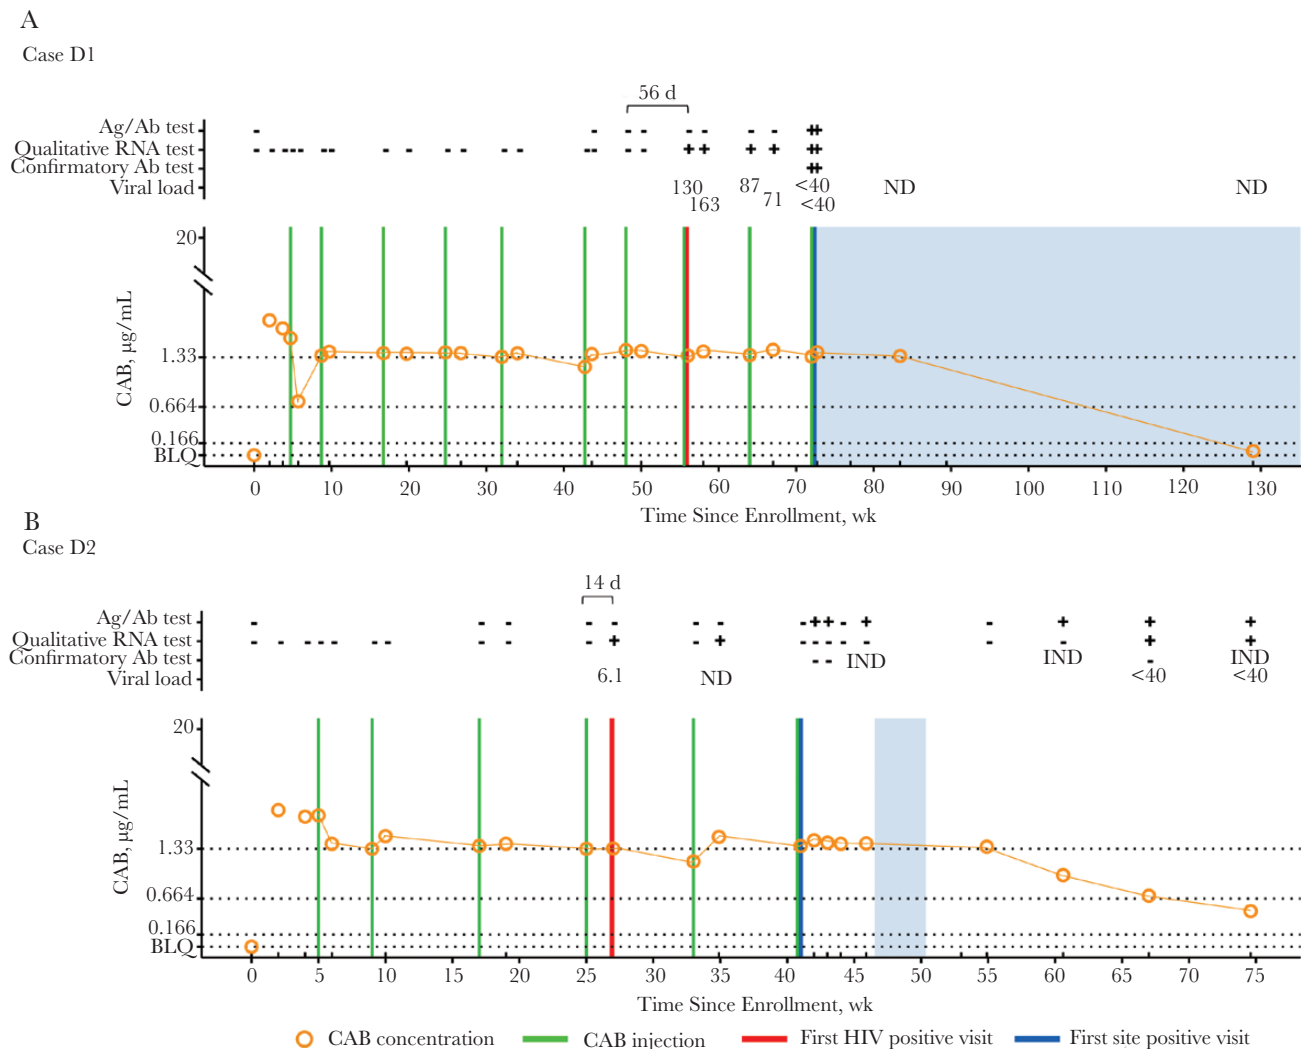 A
Case D1
56 d
Ag/Ab test - - - - - - - - ++
Qualitative RNA test - - - - - - - - - - - - - - - - - + + + + ++
Confirmatory Ab test ++
Viral load 130 87 <40 ND ND
163 71 <40
20
1.33
0.664
0.166
BLQ
CAB, µg/mL
0 10 20 30 40 50 60 70 80 90 100 110 120 130
Time Since Enrollment, wk
B
Case D2
14 d
Ag/Ab test - - - - - - - - + + - + - + + +
Qualitative RNA test - - - - - - - - - - + - + - - - - - - - + +
Confirmatory Ab test - - IND IND - IND
Viral load 6.1 ND <40 <40
20
1.33
0.664
0.166
BLQ
CAB, µg/mL
0 5 10 15 20 25 30 35 40 45 50 55 60 65 70 75
Time Since Enrollment, wk
CAB concentration CAB injection First HIV positive visit First site positive visit